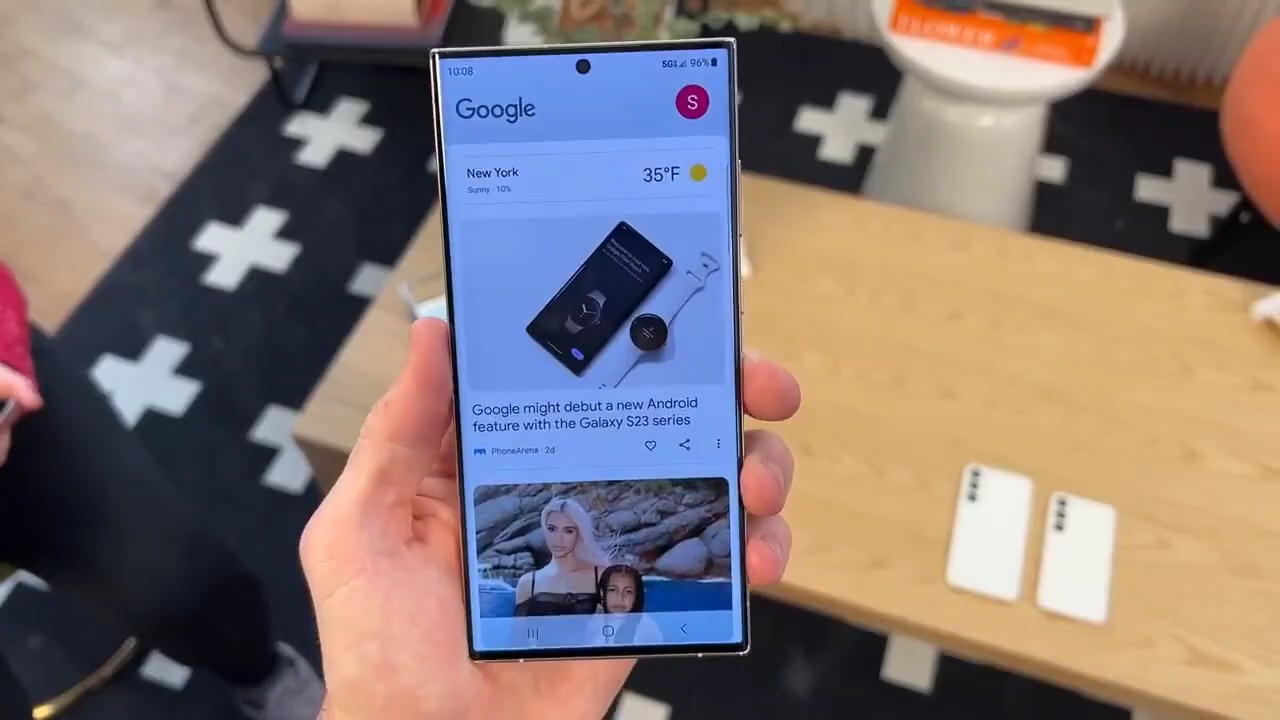 10:08
5G 96%
Google
S
New York
35°F
Sunny · 10%
Google might debut a new Android
feature with the Galaxy S23 series
PhoneArena · 2d